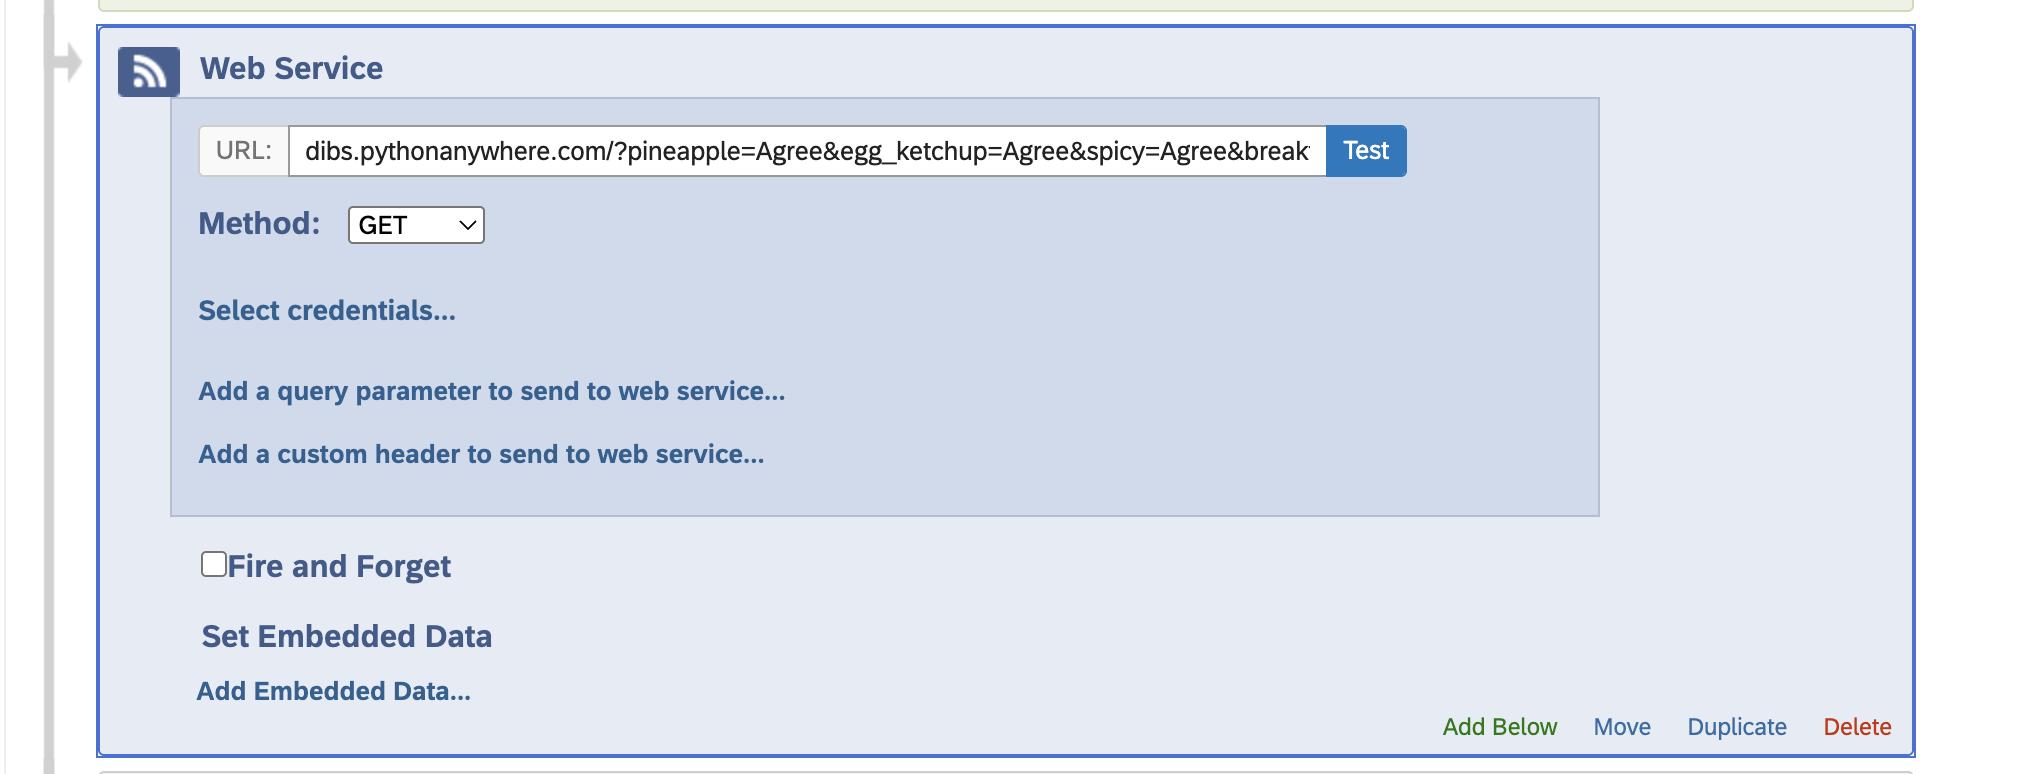 Web Service
URL: dibs.pythonanywhere.com/?pineapple=Agree&egg_ketchup=Agree&spicy=Agree&break Test
Method: GET
Select credentials...
Add a query parameter to send to web service...
Add a custom header to send to web service...
Fire and Forget
Set Embedded Data
Add Embedded Data...
Add Below Move Duplicate Delete